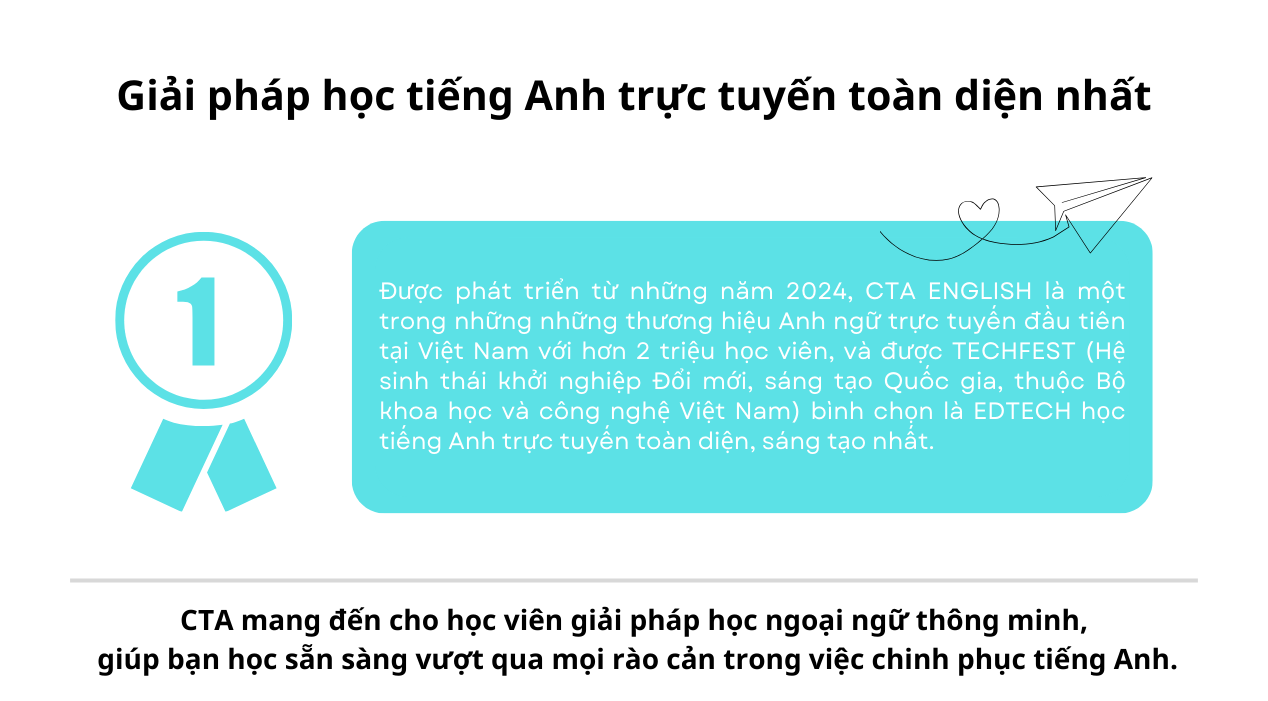 Giải pháp học tiếng Anh trực tuyến toàn diện nhất
1
Được phát triển từ những năm 2024, CTA ENGLISH là một
trong những những thương hiệu Anh ngữ trực tuyến đầu tiên
tại Việt Nam với hơn 2 triệu học viên, và được TECHFEST (Hệ
sinh thái khởi nghiệp Đổi mới, sáng tạo Quốc gia, thuộc Bộ
khoa học và công nghệ Việt Nam) bình chọn là EDTECH học
tiếng Anh trực tuyến toàn diện, sáng tạo nhất.
CTA mang đến cho học viên giải pháp học ngoại ngữ thông minh,
giúp bạn học sẵn sàng vượt qua mọi rào cản trong việc chinh phục tiếng Anh.